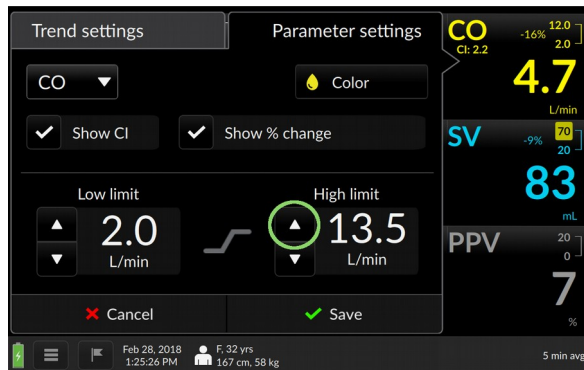 Trend settings
Parameter settings
CO
Color
Show CI
Show % change
Low limit
High limit
2.0
L/min
13.5
L/min
Cancel
Save
CO
CI: 2.2
-16%
12.0
2.0
4.7
L/min
SV
-9%
70
20
83
mL
PPV
20
0
7
%
Feb 28, 2018
1:25:26 PM
F, 32 yrs
167 cm, 58 kg
5 min avg